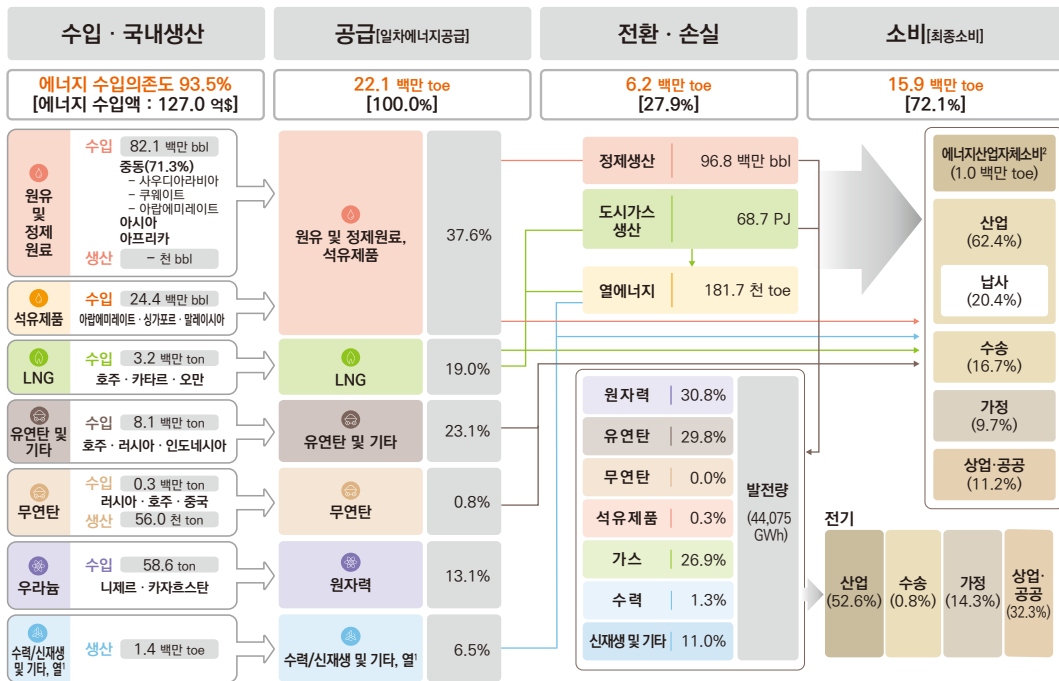 수입 · 국내생산
공급[일차에너지공급]
전환 · 손실
소비[최종소비]
에너지 수입의존도 93.5%
[에너지 수입액 : 127.0 억$]
22.1 백만 toe
[100.0%]
6.2 백만 toe
[27.9%]
15.9 백만 toe
[72.1%]
원유
및
정제
원료
수입 82.1 백만 bbl
중동(71.3%)
– 사우디아라비아
– 쿠웨이트
– 아랍에미레이트
아시아
아프리카
생산 – 천 bbl
석유제품
수입 24.4 백만 bbl
아랍에미레이트 · 싱가포르 · 말레이시아
LNG
수입 3.2 백만 ton
호주 · 카타르 · 오만
유연탄 및
기타
수입 8.1 백만 ton
호주 · 러시아 · 인도네시아
무연탄
수입 0.3 백만 ton
러시아 · 호주 · 중국
생산 56.0 천 ton
우라늄
수입 58.6 ton
니제르 · 카자흐스탄
수력/신재생
및 기타, 열¹
생산 1.4 백만 toe
원유 및 정제원료,
석유제품
37.6%
LNG
19.0%
유연탄 및 기타
23.1%
무연탄
0.8%
원자력
13.1%
수력/신재생 및 기타, 열¹
6.5%
정제생산 96.8 백만 bbl
도시가스
생산
68.7 PJ
열에너지 181.7 천 toe
원자력 30.8%
유연탄 29.8%
무연탄 0.0%
석유제품 0.3%
가스 26.9%
수력 1.3%
신재생 및 기타 11.0%
발전량
(44,075
GWh)
에너지산업자체소비²
(1.0 백만 toe)
산업
(62.4%)
납사
(20.4%)
수송
(16.7%)
가정
(9.7%)
상업·공공
(11.2%)
전기
산업
(52.6%)
수송
(0.8%)
가정
(14.3%)
상업·
공공
(32.3%)